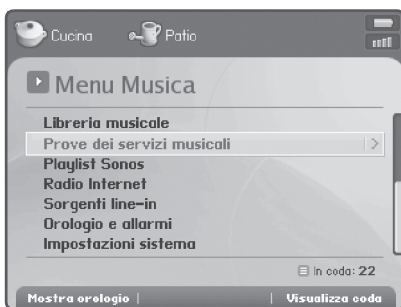 Cucina Patio
Menu Musica
Libreria musicale
Prove dei servizi musicali
Playlist Sonos
Radio Internet
Sorgenti line-in
Orologio e allarmi
Impostazioni sistema
In coda: 22
Mostra orologio | | Visualizza coda